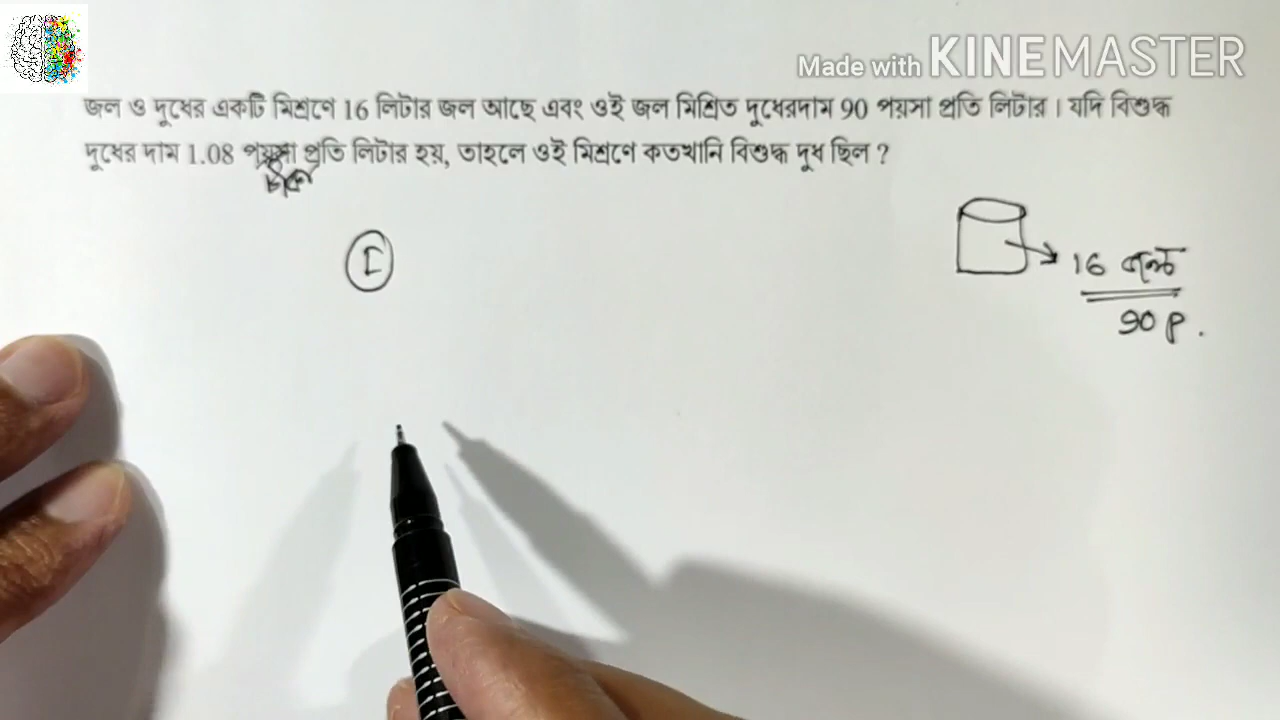 Made with KINEMASTER
জল ও দুধের একটি মিশ্রণে 16 লিটার জল আছে এবং ওই জল মিশ্রিত দুধেরদাম 90 পয়সা প্রতি লিটার। যদি বিশুদ্ধ
দুধের দাম 1.08 পয়সা প্রতি লিটার হয়, তাহলে ওই মিশ্রণে কতখানি বিশুদ্ধ দুধ ছিল ?
টাকা
I
16
90 P.